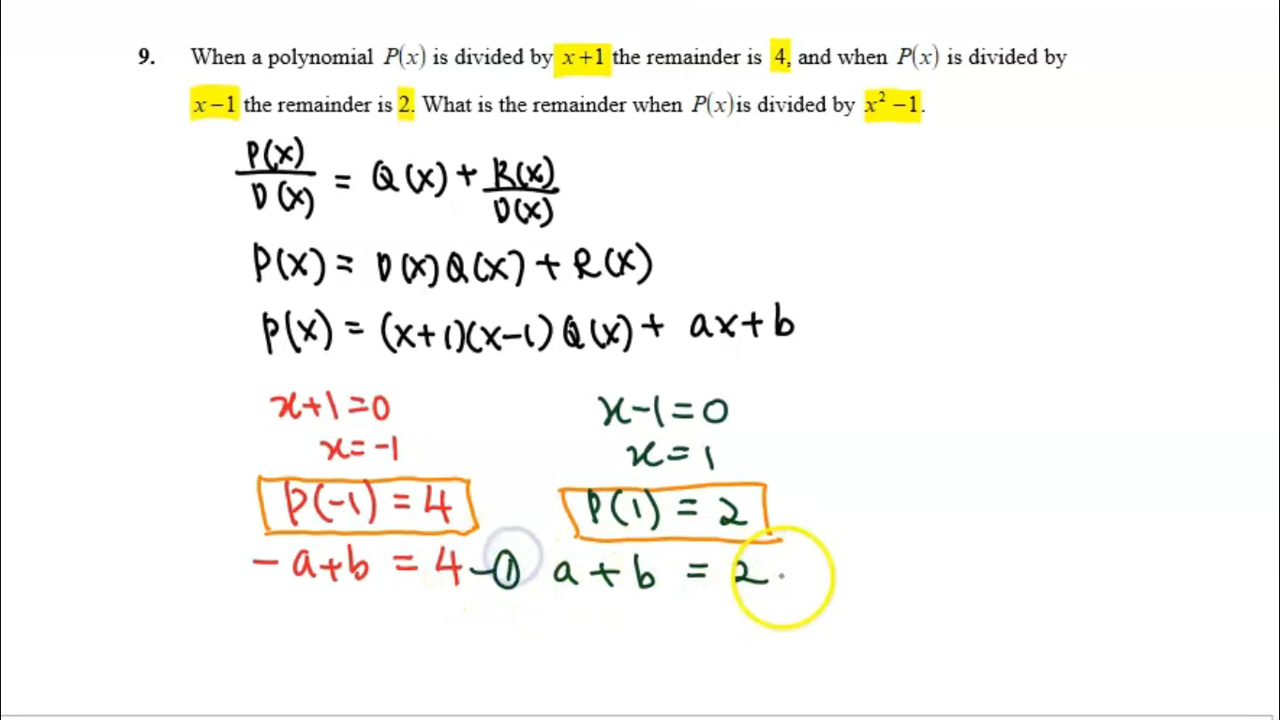 9. When a polynomial P(x) is divided by x+1 the remainder is 4, and when P(x) is divided by
x−1 the remainder is 2. What is the remainder when P(x) is divided by x² −1.
P(x)/D(x) = Q(x) + R(x)/D(x)
P(x) = D(x)Q(x) + R(x)
P(x) = (x+1)(x-1)Q(x) + ax+b
x+1=0 x-1=0
x=-1 x=1
P(-1)=4 P(1)=2
-a+b=4-① a+b=2